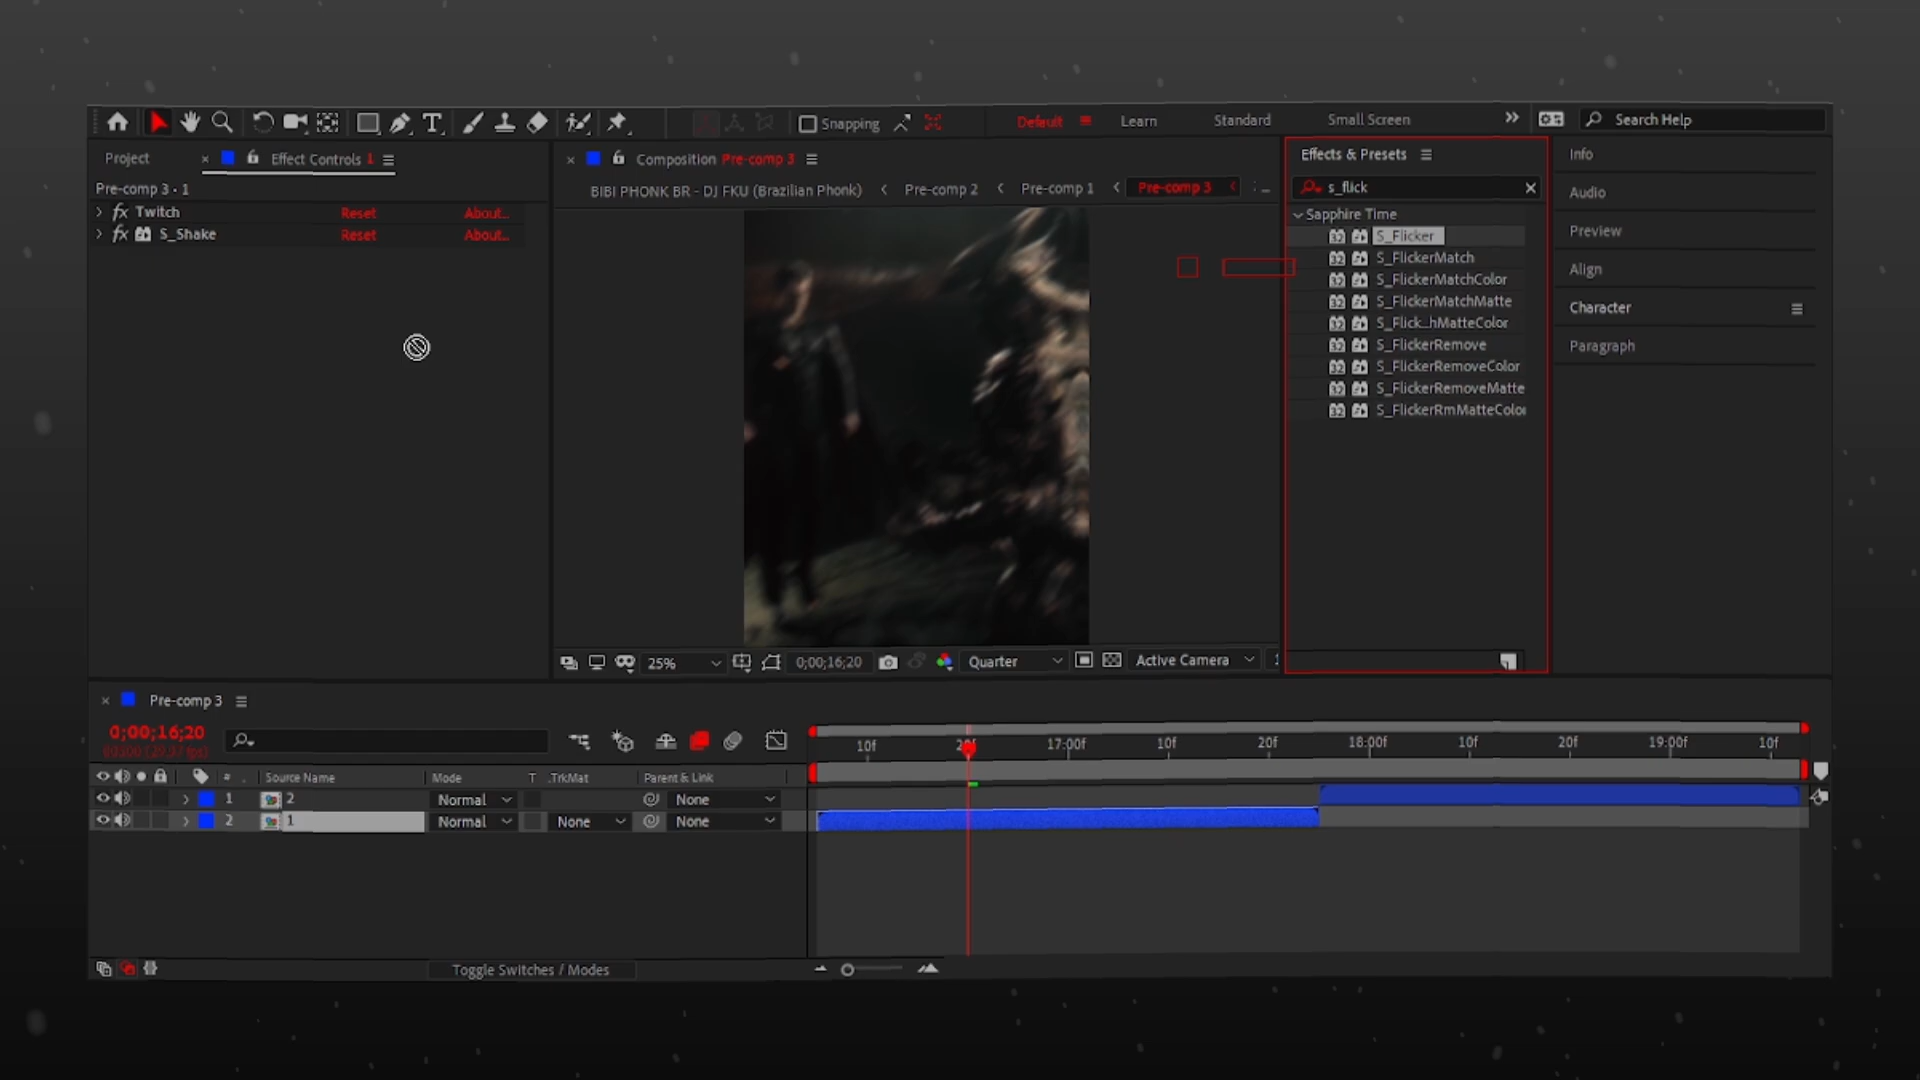 Snapping
Default
Learn
Standard
Small Screen
Search Help
Project
Effect Controls 1
Composition Pre-comp 3
Effects & Presets
Info
Pre-comp 3 · 1
BIBI PHONK BR - DJ FKU (Brazilian Phonk)
Pre-comp 2
Pre-comp 1
Pre-comp 3
s_flick
Audio
fx Twitch
Reset
About..
fx S_Shake
Reset
About..
Sapphire Time
S_Flicker
S_FlickerMatch
S_FlickerMatchColor
S_FlickerMatchMatte
S_Flick...hMatteColor
S_FlickerRemove
S_FlickerRemoveColor
S_FlickerRemoveMatte
S_FlickerRmMatteColor
Preview
Align
Character
Paragraph
25%
0;00;16;20
Quarter
Active Camera
1
Pre-comp 3
0;00;16;20
10f
20f
17:00f
10f
20f
18:00f
10f
20f
19:00f
10f
#
Source Name
Mode
T .TrkMat
Parent & Link
1
2
Normal
None
2
1
Normal
None
None
Toggle Switches / Modes